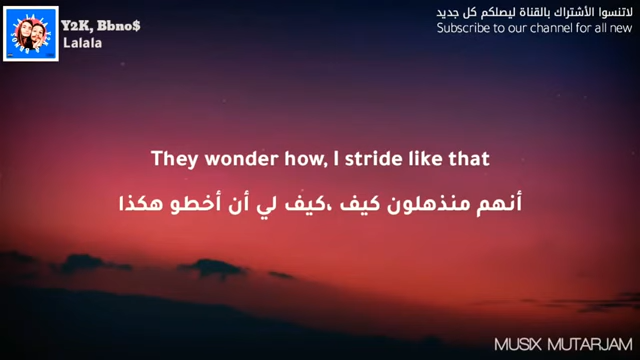 Y2K, Bbno$
Lalala
لاتنسوا الأشتراك بالقناة ليصلكم كل جديد
Subscribe to our channel for all new
They wonder how, I stride like that
أنهم منذهلون كيف ،كيف لي أن أخطو هكذا
MUSIX MUTARJAM